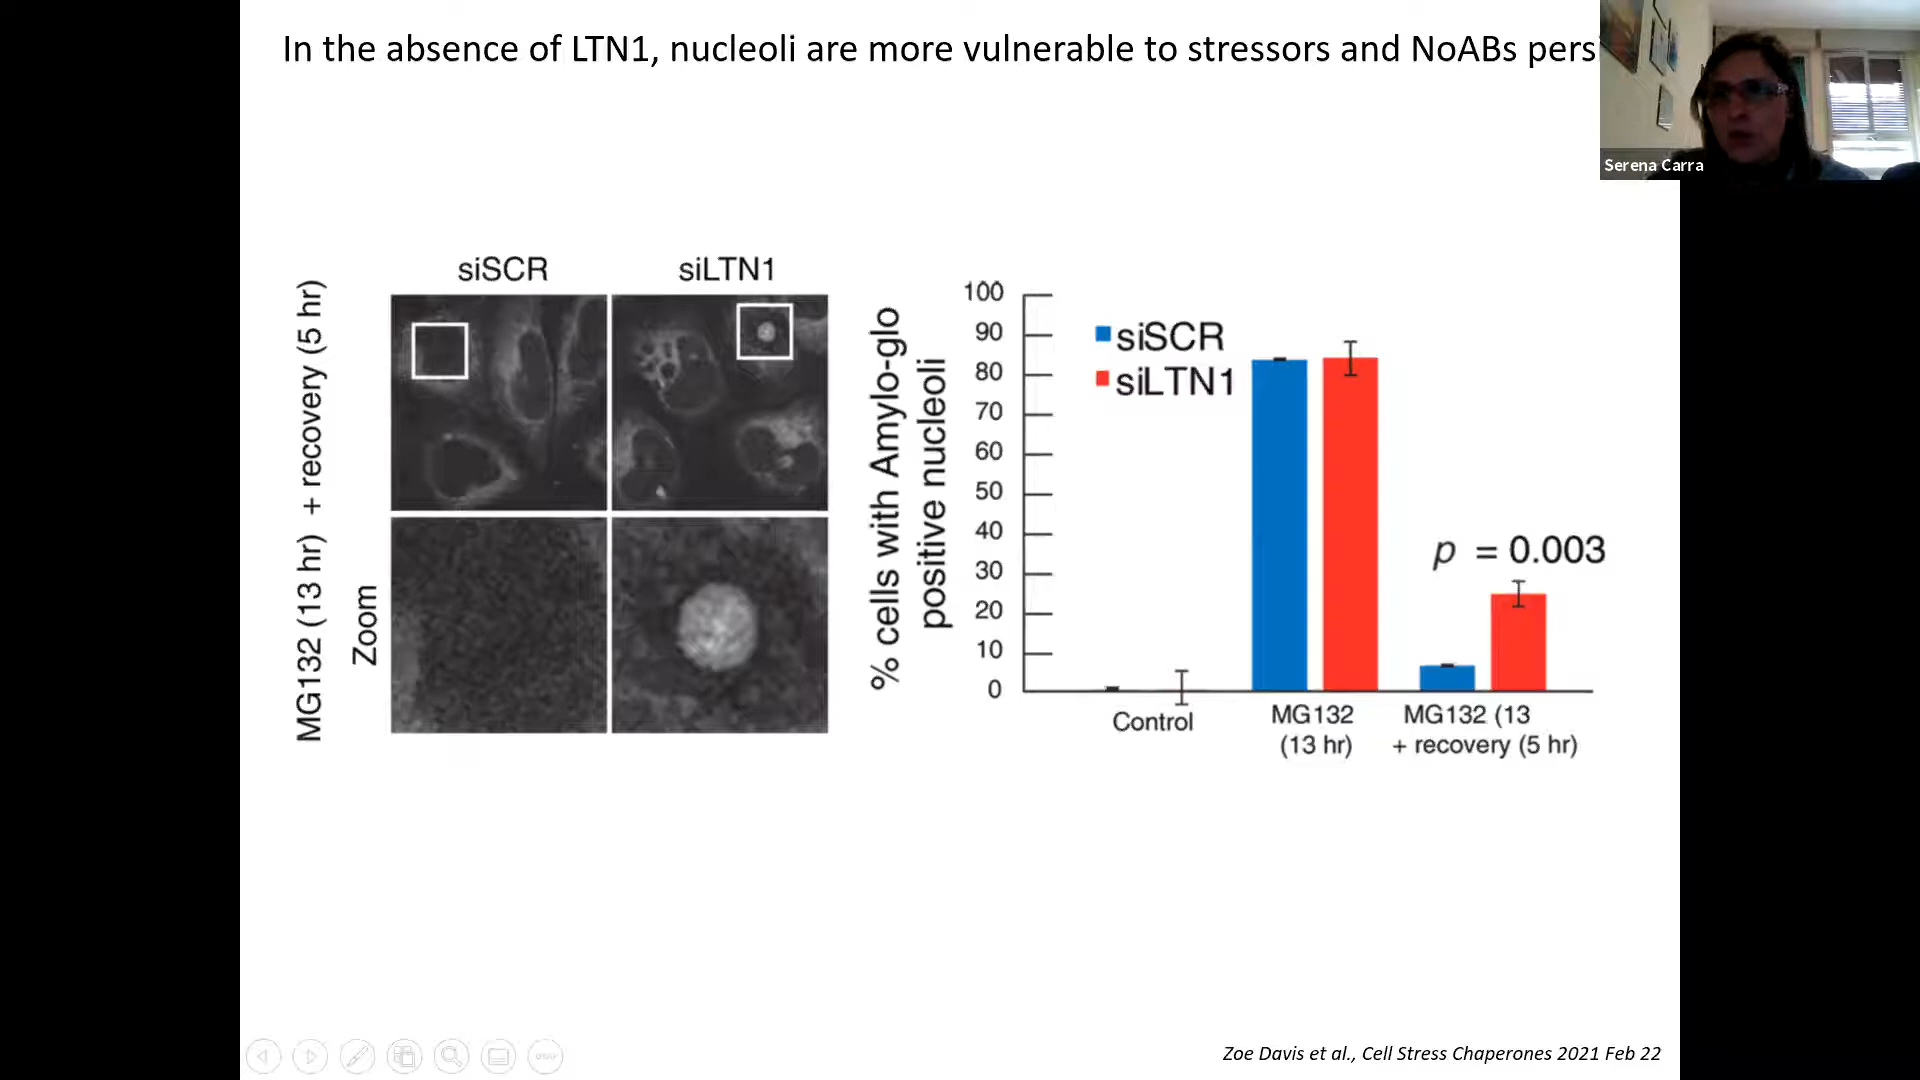 In the absence of LTN1, nucleoli are more vulnerable to stressors and NoABs pers
Serena Carra
siSCR
siLTN1
MG132 (13 hr) + recovery (5 hr)
Zoom
% cells with Amylo-glo
positive nucleoli
100
90
80
70
60
50
40
30
20
10
0
siSCR
siLTN1
p = 0.003
Control
MG132
(13 hr)
MG132 (13
+ recovery (5 hr)
Zoe Davis et al., Cell Stress Chaperones 2021 Feb 22